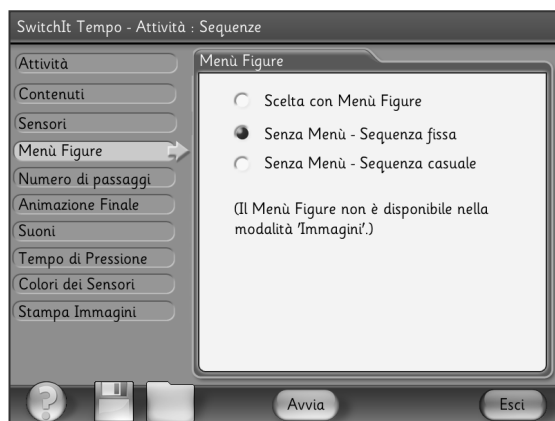 SwitchIt Tempo - Attività : Sequenze
Attività
Contenuti
Sensori
Menù Figure
Numero di passaggi
Animazione Finale
Suoni
Tempo di Pressione
Colori dei Sensori
Stampa Immagini
Menù Figure
Scelta con Menù Figure
Senza Menù - Sequenza fissa
Senza Menù - Sequenza casuale
(Il Menù Figure non è disponibile nella
modalità 'Immagini'.)
?
Avvia
Esci